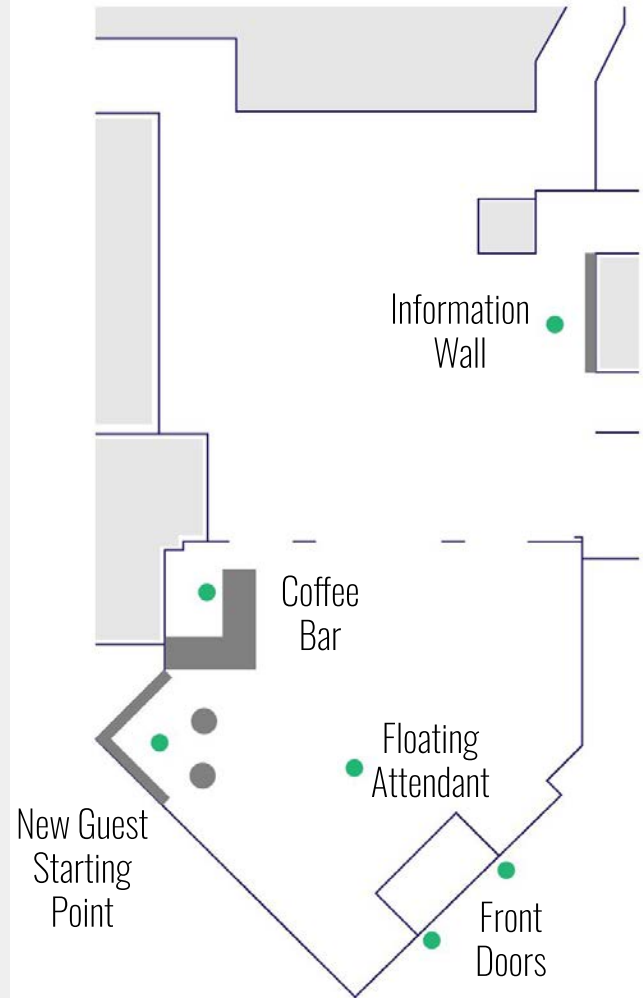 Information
Wall
Coffee
Bar
Floating
Attendant
New Guest
Starting
Point
Front
Doors